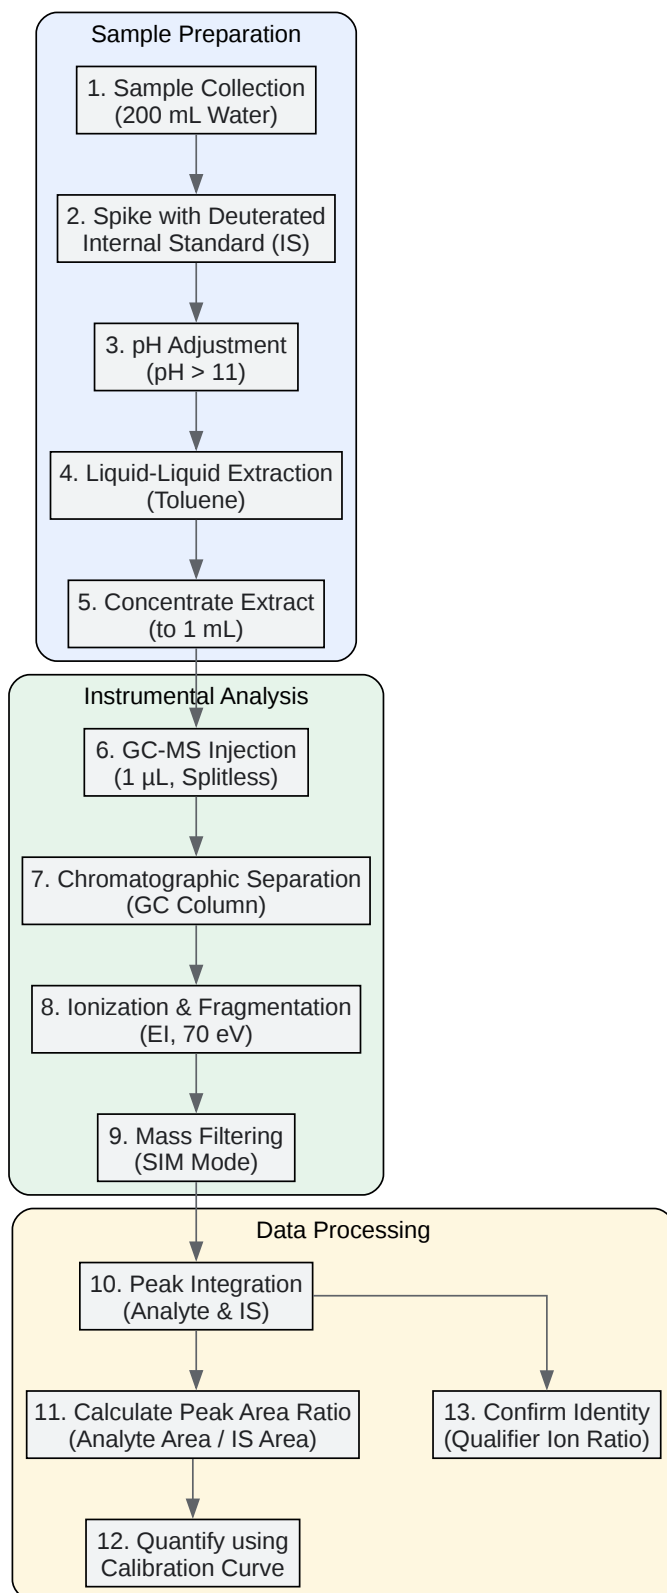 Sample Preparation
1. Sample Collection
(200 mL Water)
2. Spike with Deuterated
Internal Standard (IS)
3. pH Adjustment
(pH > 11)
4. Liquid-Liquid Extraction
(Toluene)
5. Concentrate Extract
(to 1 mL)
Instrumental Analysis
6. GC-MS Injection
(1 µL, Splitless)
7. Chromatographic Separation
(GC Column)
8. Ionization & Fragmentation
(EI, 70 eV)
9. Mass Filtering
(SIM Mode)
Data Processing
10. Peak Integration
(Analyte & IS)
11. Calculate Peak Area Ratio
(Analyte Area / IS Area)
13. Confirm Identity
(Qualifier Ion Ratio)
12. Quantify using
Calibration Curve